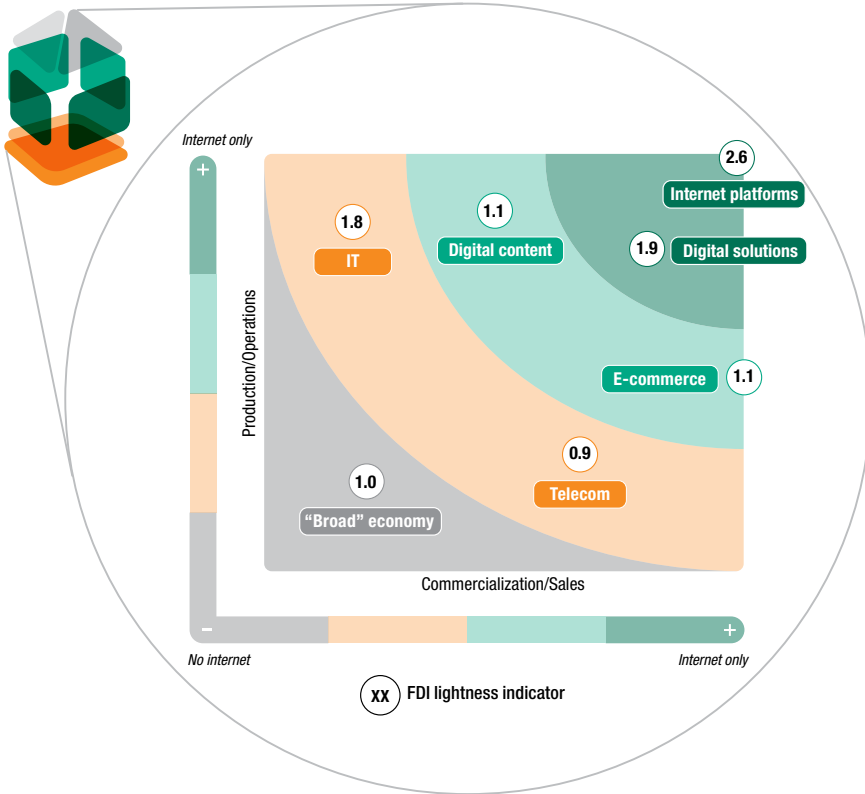 Internet only
+
2.6
Internet platforms
1.8
IT
1.1
Digital content
1.9
Digital solutions
Production/Operations
E-commerce
1.1
0.9
Telecom
1.0
“Broad” economy
Commercialization/Sales
–
+
No internet
Internet only
XX
FDI lightness indicator